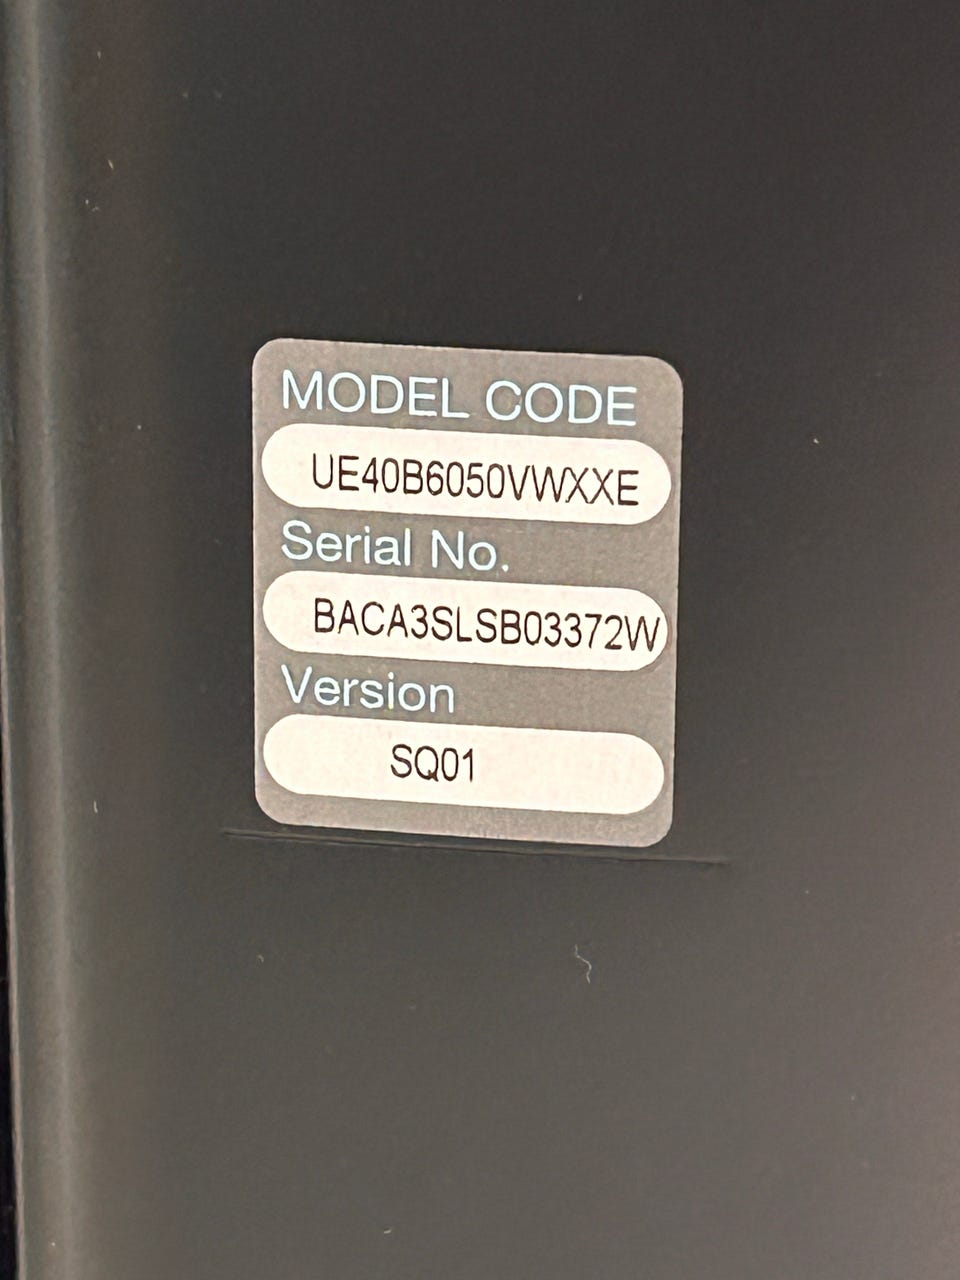 MODEL CODE
UE40B6050VWXXE
Serial No.
BACA3SLSB03372W
Version
SQ01